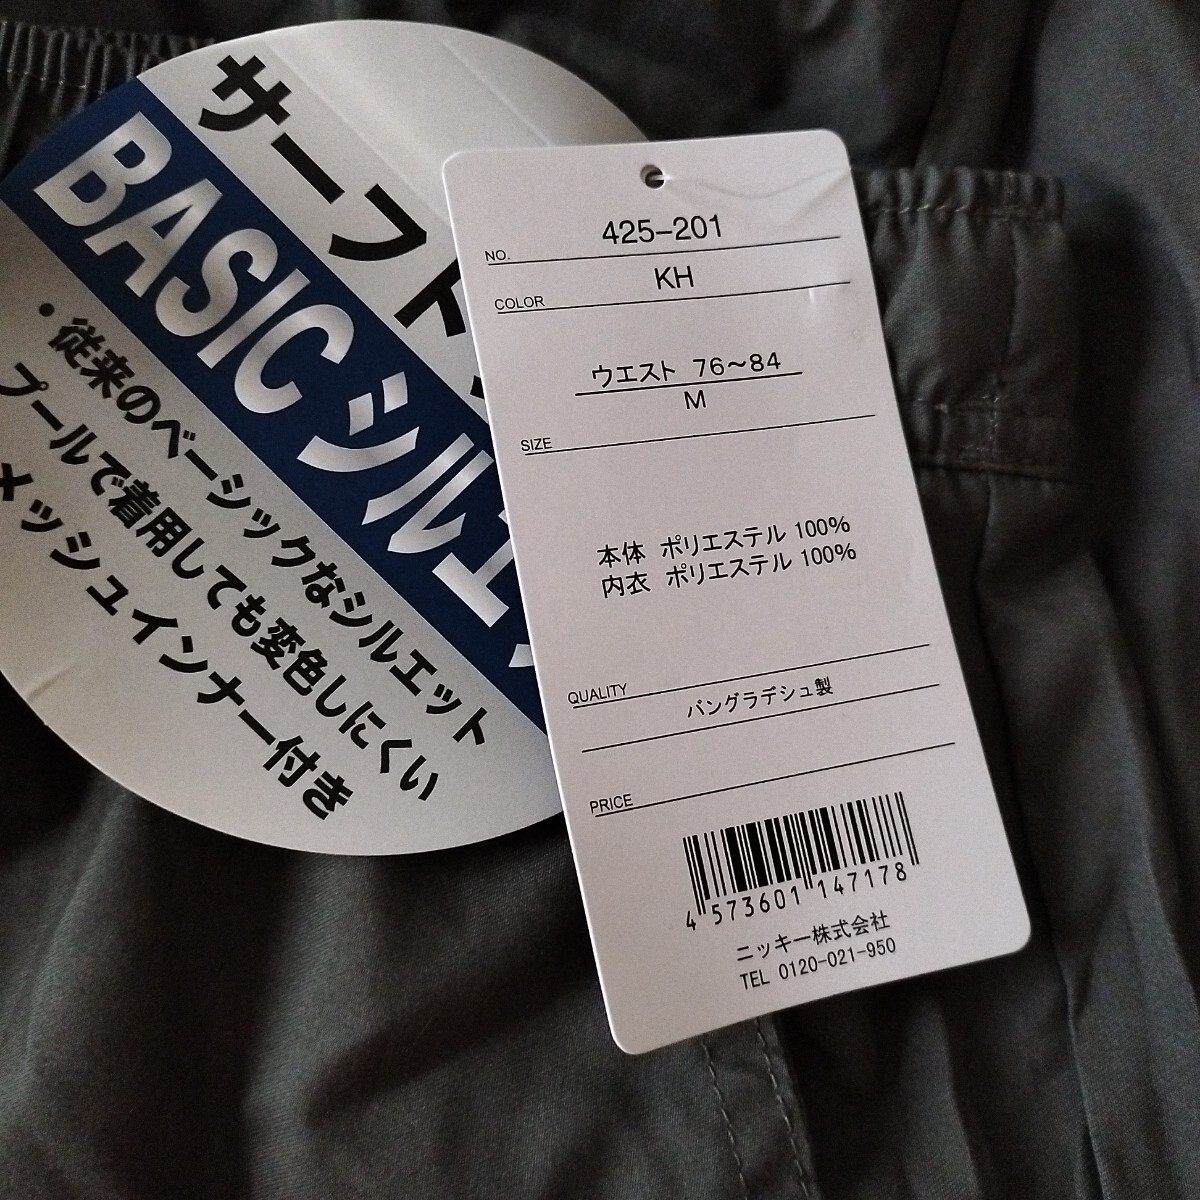 サーフト
BASIC シルエッ
・従来のベーシックなシルエット
プールで着用しても変色しにくい
メッシュインナー付き
NO. 425-201
COLOR KH
ウエスト 76～84
M
SIZE
本体 ポリエステル 100%
内衣 ポリエステル 100%
QUALITY
バングラデシュ製
PRICE
4 573601 147178
ニッキー株式会社
TEL 0120-021-950